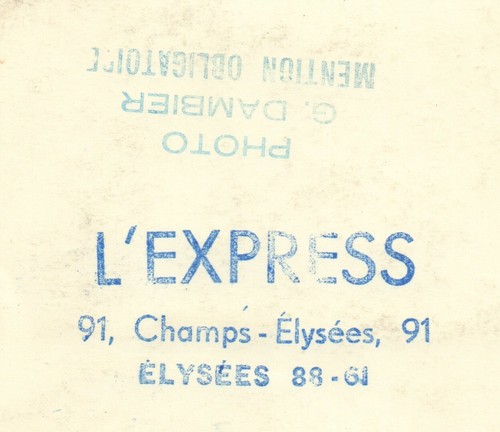 PHOTO
G. DAMBIER
MENTION OBLIGATOIRE
L'EXPRESS
91, Champs-Élysées, 91
ÉLYSÉES 88-61